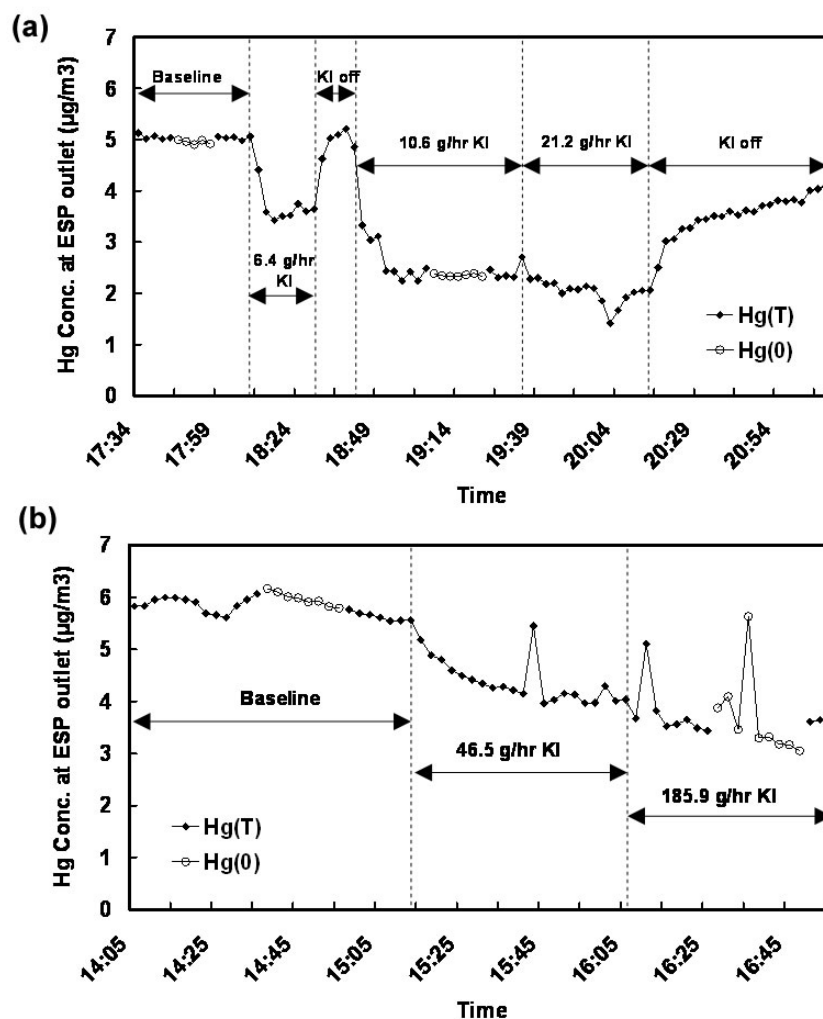 (a)
Hg Conc. at ESP outlet (µg/m3)
7
6
5
4
3
2
1
0
Baseline
KI off
10.6 g/hr KI
21.2 g/hr KI
KI off
6.4 g/hr
KI
Hg(T)
Hg(0)
17:34
17:59
18:24
18:49
19:14
19:39
20:04
20:29
20:54
Time
(b)
Hg Conc. at ESP outlet (µg/m3)
7
6
5
4
3
2
1
0
Baseline
46.5 g/hr KI
185.9 g/hr KI
Hg(T)
Hg(0)
14:05
14:25
14:45
15:05
15:25
15:45
16:05
16:25
16:45
Time